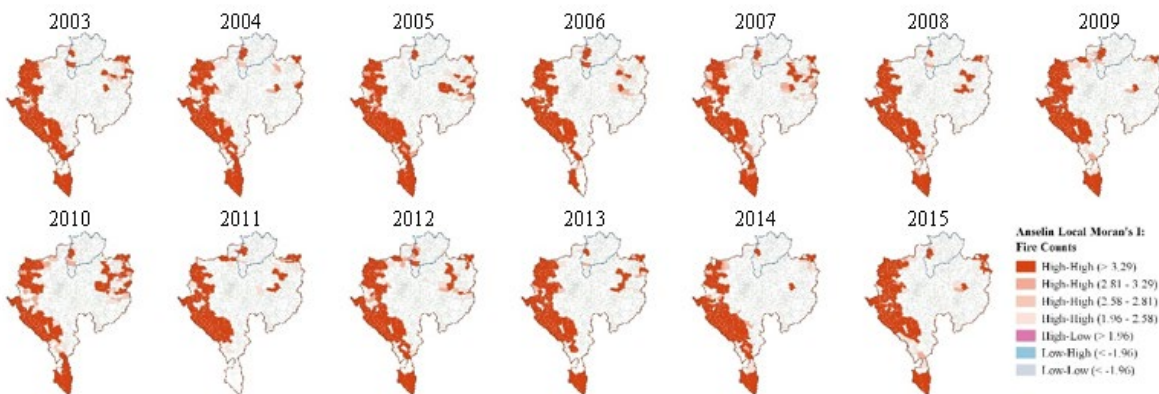 2003 2004 2005 2006 2007 2008 2009
2010 2011 2012 2013 2014 2015
Anselin Local Moran's I:
Fire Counts
High-High (> 3.29)
High-High (2.81 - 3.29)
High-High (2.58 - 2.81)
High-High (1.96 - 2.58)
High-Low (> 1.96)
Low-High (< -1.96)
Low-Low (< -1.96)